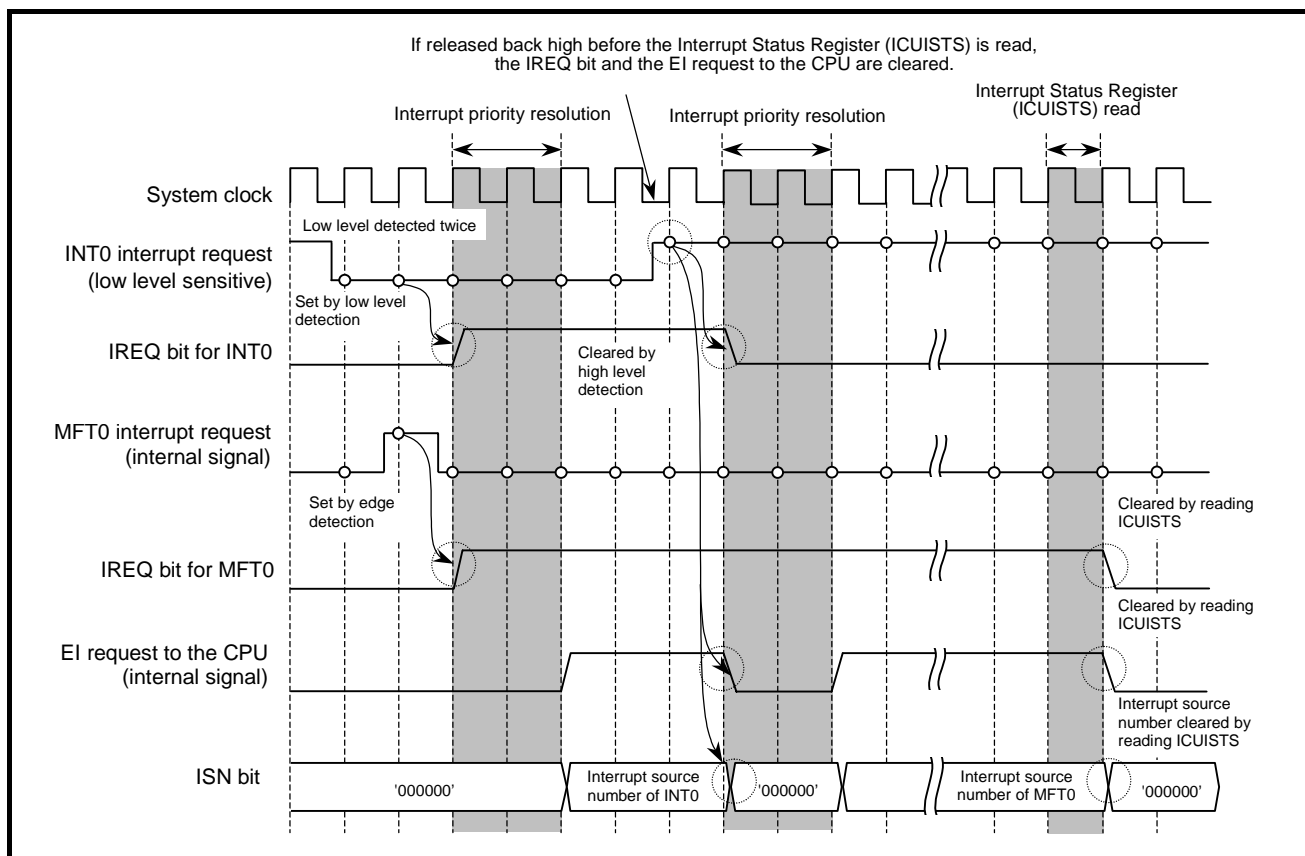 If released back high before the Interrupt Status Register (ICUISTS) is read,
the IREQ bit and the EI request to the CPU are cleared.
Interrupt priority resolution
Interrupt priority resolution
Interrupt Status Register
(ICUISTS) read
System clock
Low level detected twice
INT0 interrupt request
(low level sensitive)
Set by low level
detection
IREQ bit for INT0
Cleared by
high level
detection
MFT0 interrupt request
(internal signal)
Set by edge
detection
Cleared by reading
ICUISTS
IREQ bit for MFT0
Cleared by reading
ICUISTS
EI request to the CPU
(internal signal)
Interrupt source
number cleared by
reading ICUISTS
ISN bit
'000000'
Interrupt source
number of INT0
'000000'
Interrupt source
number of MFT0
'000000'